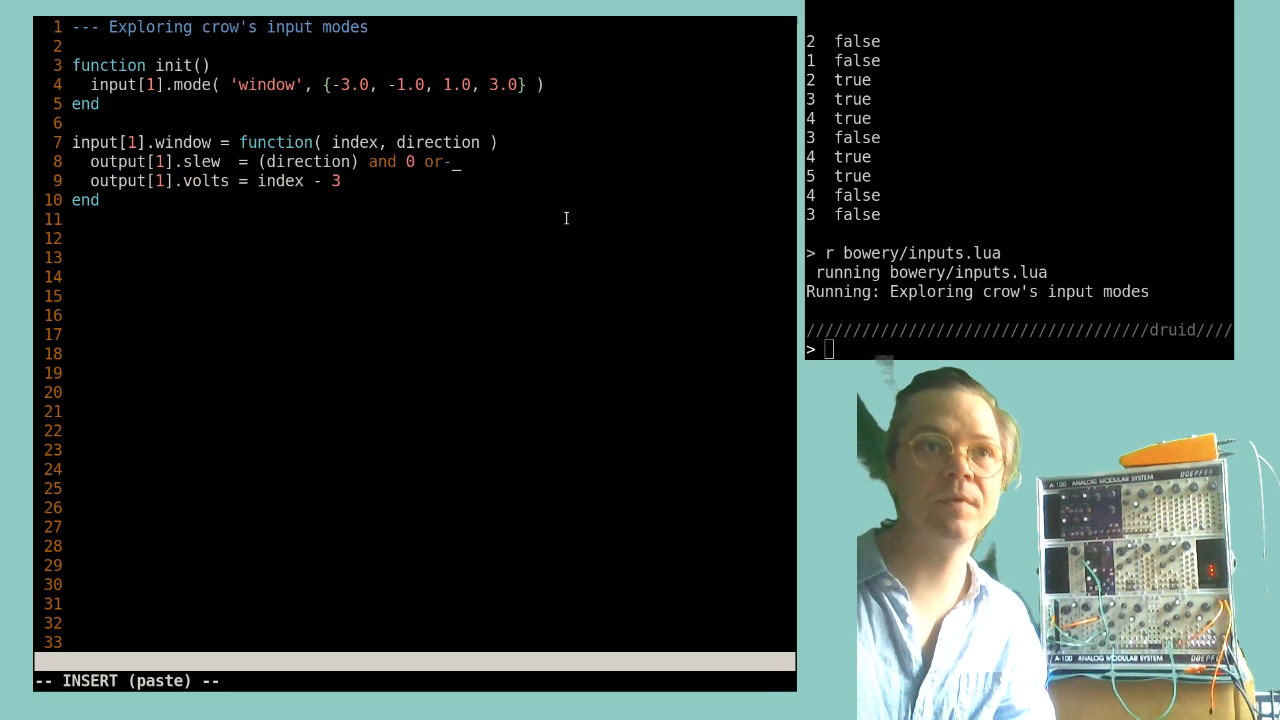 1 --- Exploring crow's input modes
2
3 function init()
4   input[1].mode( 'window', {-3.0, -1.0, 1.0, 3.0} )
5 end
6
7 input[1].window = function( index, direction )
8   output[1].slew  = (direction) and 0 or-_
9   output[1].volts = index - 3
10 end
11
12
13
14
15
16
17
18
19
20
21
22
23
24
25
26
27
28
29
30
31
32
33
-- INSERT (paste) --
2  false
1  false
2  true
3  true
4  true
3  false
4  true
5  true
4  false
3  false
> r bowery/inputs.lua
running bowery/inputs.lua
Running: Exploring crow's input modes
/////////////////////////////////////druid////
>
A-100 ANALOG MODULAR SYSTEM DOEPFER
A-100 ANALOG MODULAR SYSTEM DOEPFER